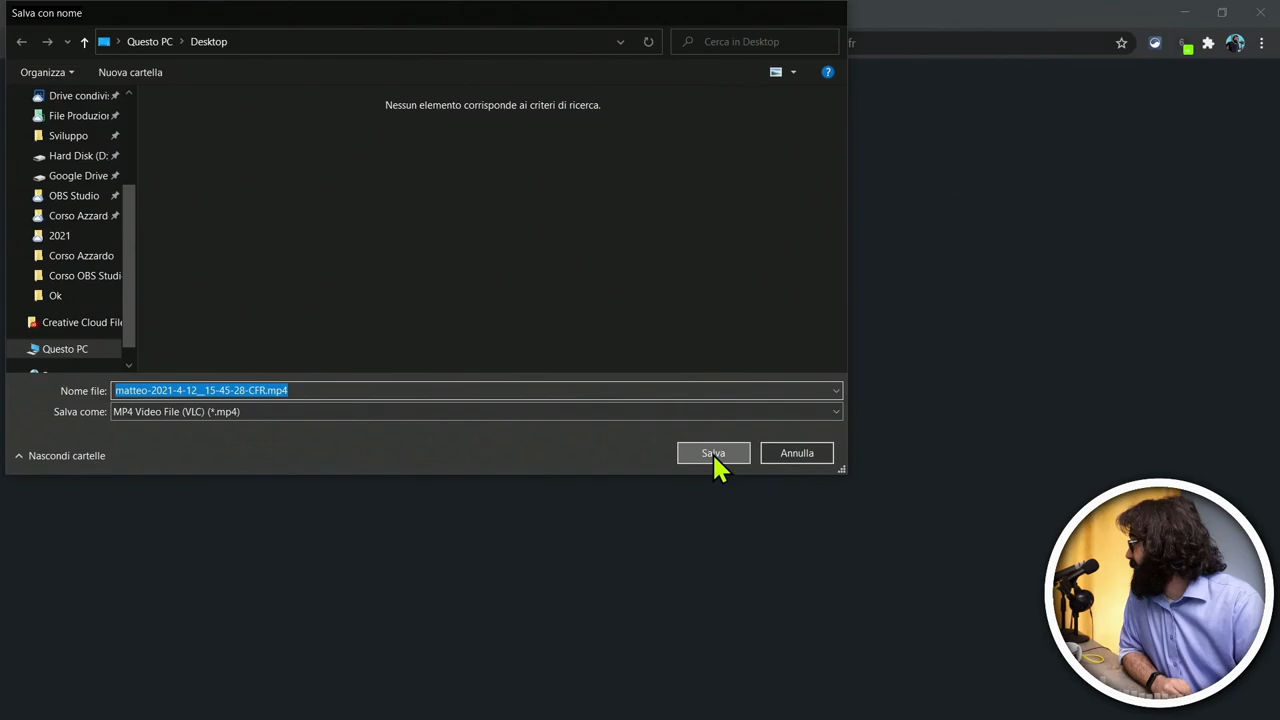 Salva con nome
Questo PC
Desktop
Cerca in Desktop
fr
Organizza
Nuova cartella
?
Drive condivi:
Nessun elemento corrisponde ai criteri di ricerca.
File Produzior
Sviluppo
Hard Disk (D:
Google Drive
OBS Studio
Corso Azzard
2021
Corso Azzardo
Corso OBS Studi
Ok
Creative Cloud File
Questo PC
Nome file:
matteo-2021-4-12__15-45-28-CFR.mp4
Salva come:
MP4 Video File (VLC) (*.mp4)
Nascondi cartelle
Salva
Annulla